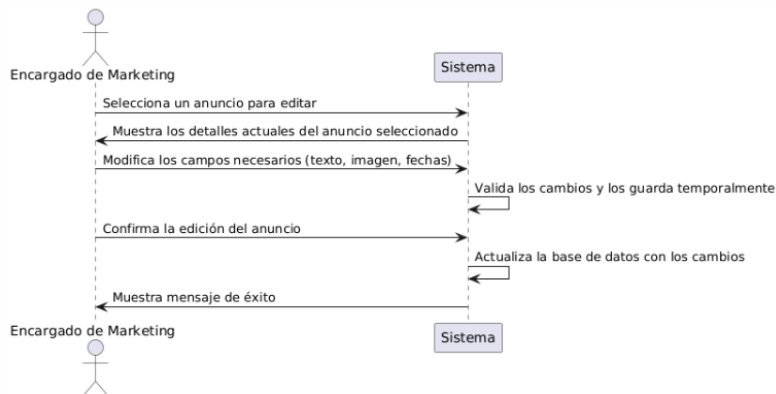 Encargado de Marketing
Sistema
Selecciona un anuncio para editar
Muestra los detalles actuales del anuncio seleccionado
Modifica los campos necesarios (texto, imagen, fechas)
Valida los cambios y los guarda temporalmente
Confirma la edición del anuncio
Actualiza la base de datos con los cambios
Muestra mensaje de éxito
Encargado de Marketing
Sistema